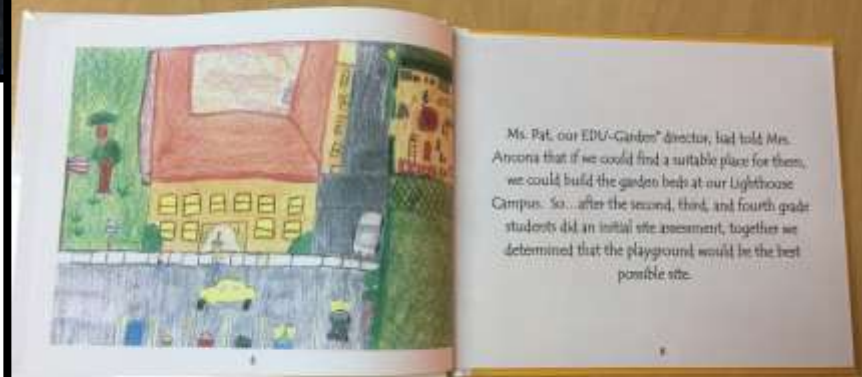 Ms. Pat, our EDU-Garden* director, had told Mrs.
Ancona that if we could find a suitable place for them,
we could build the garden beds at our Lighthouse
Campus. So...after the second, third, and fourth grade
students did an initial site assessment, together we
determined that the playground would be the best
possible site.